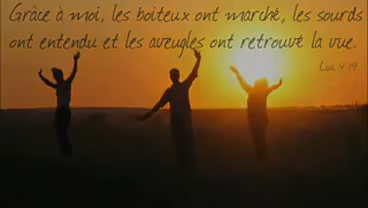 Grâce à moi, les boiteux ont marché, les sourds
ont entendu et les aveugles ont retrouvé la vue.
Luc 4 19